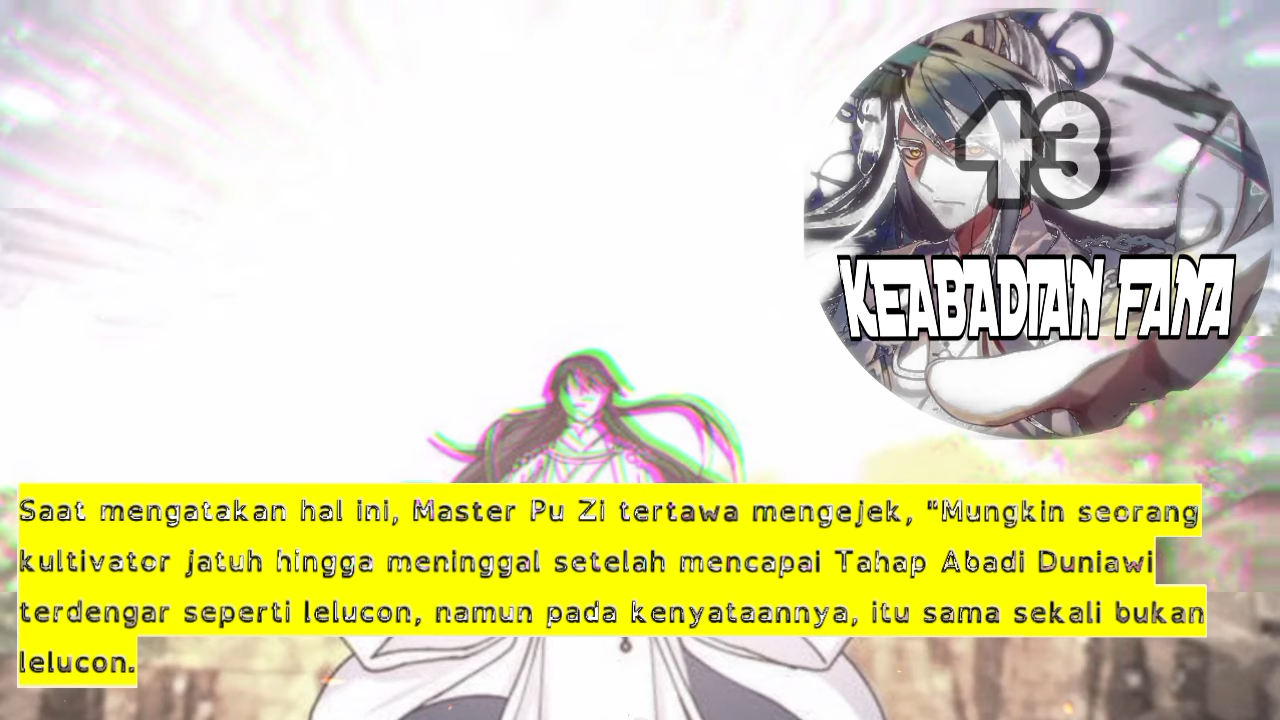 43
KEABADIAN FANA
Saat mengatakan hal ini, Master Pu Zi tertawa mengejek, "Mungkin seorang
kultivator jatuh hingga meninggal setelah mencapai Tahap Abadi Duniawi
terdengar seperti lelucon, namun pada kenyataannya, itu sama sekali bukan
lelucon.